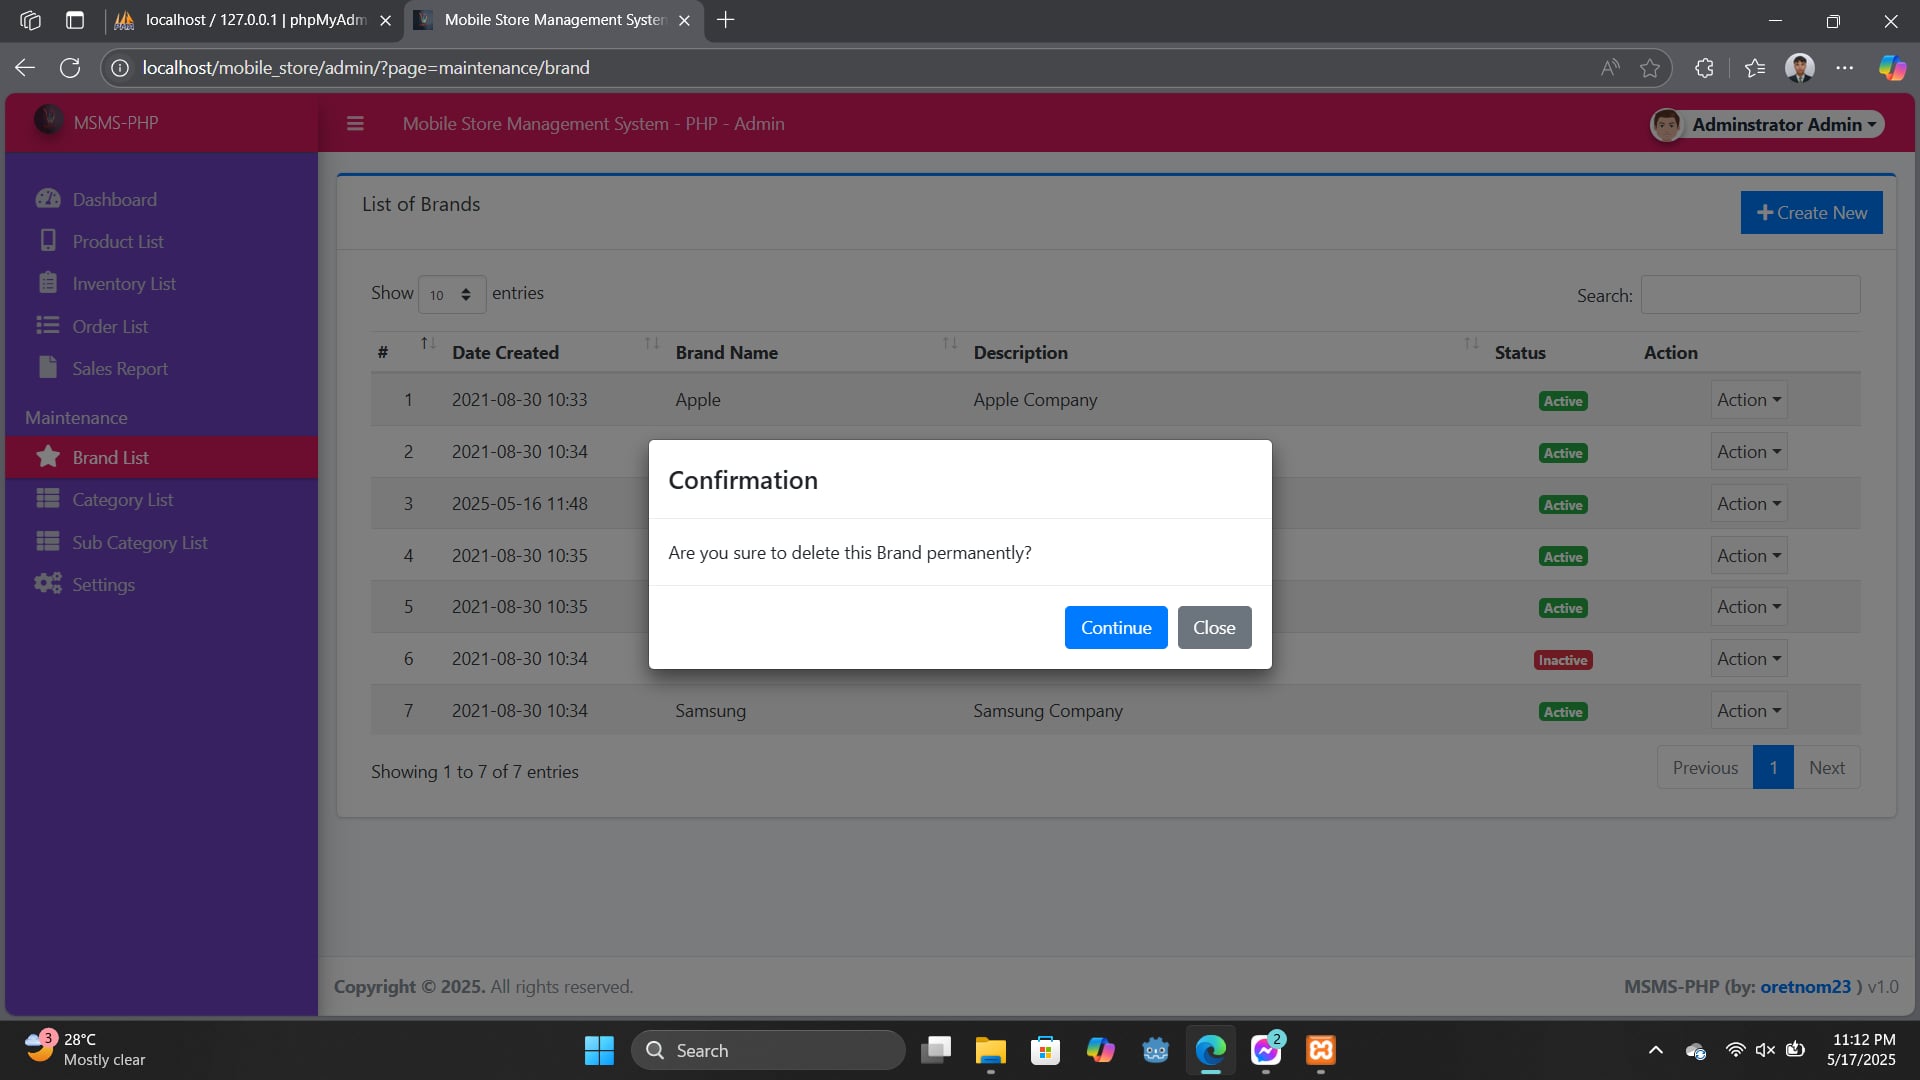 localhost / 127.0.0.1 | phpMyAdm
Mobile Store Management System
localhost/mobile_store/admin/?page=maintenance/brand
MSMS-PHP
Mobile Store Management System - PHP - Admin
Adminstrator Admin
Dashboard
Product List
Inventory List
Order List
Sales Report
Maintenance
Brand List
Category List
Sub Category List
Settings
List of Brands
Create New
Show 10 entries
Search:
# Date Created Brand Name Description Status Action
1 2021-08-30 10:33 Apple Apple Company Active Action
2 2021-08-30 10:34 Active Action
3 2025-05-16 11:48 Active Action
4 2021-08-30 10:35 Active Action
5 2021-08-30 10:35 Active Action
6 2021-08-30 10:34 Inactive Action
7 2021-08-30 10:34 Samsung Samsung Company Active Action
Confirmation
Are you sure to delete this Brand permanently?
Continue Close
Showing 1 to 7 of 7 entries
Previous 1 Next
Copyright © 2025. All rights reserved.
MSMS-PHP (by: oretnom23 ) v1.0
3
28°C
Mostly clear
Search
2
11:12 PM
5/17/2025